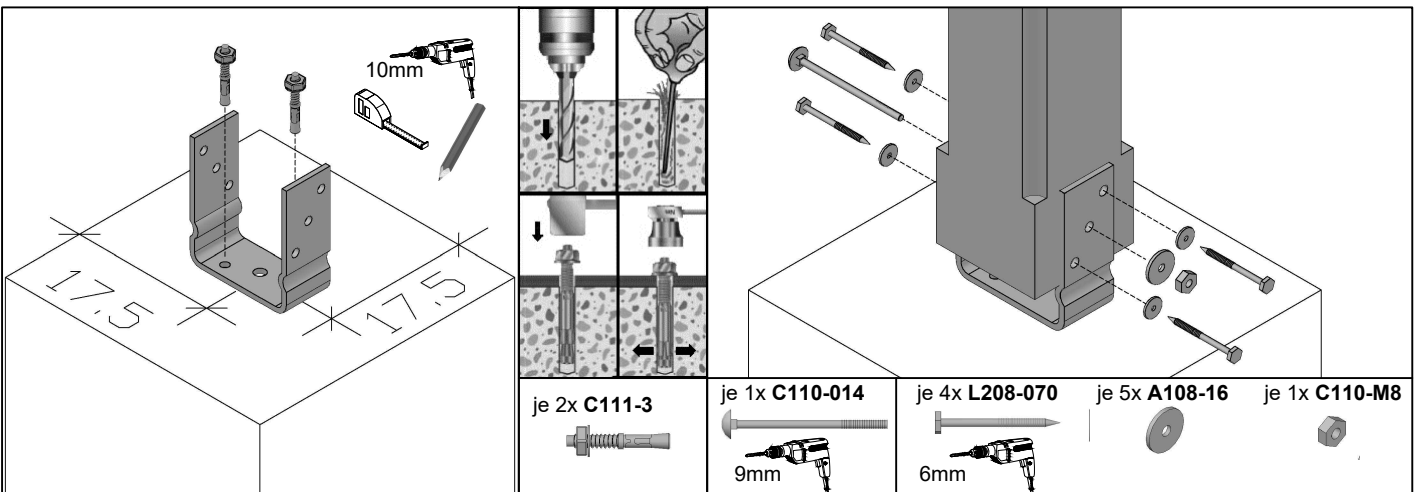 10mm
17.5
17.5
je 2x C111-3
je 1x C110-014
9mm
je 4x L208-070
6mm
je 5x A108-16
je 1x C110-M8